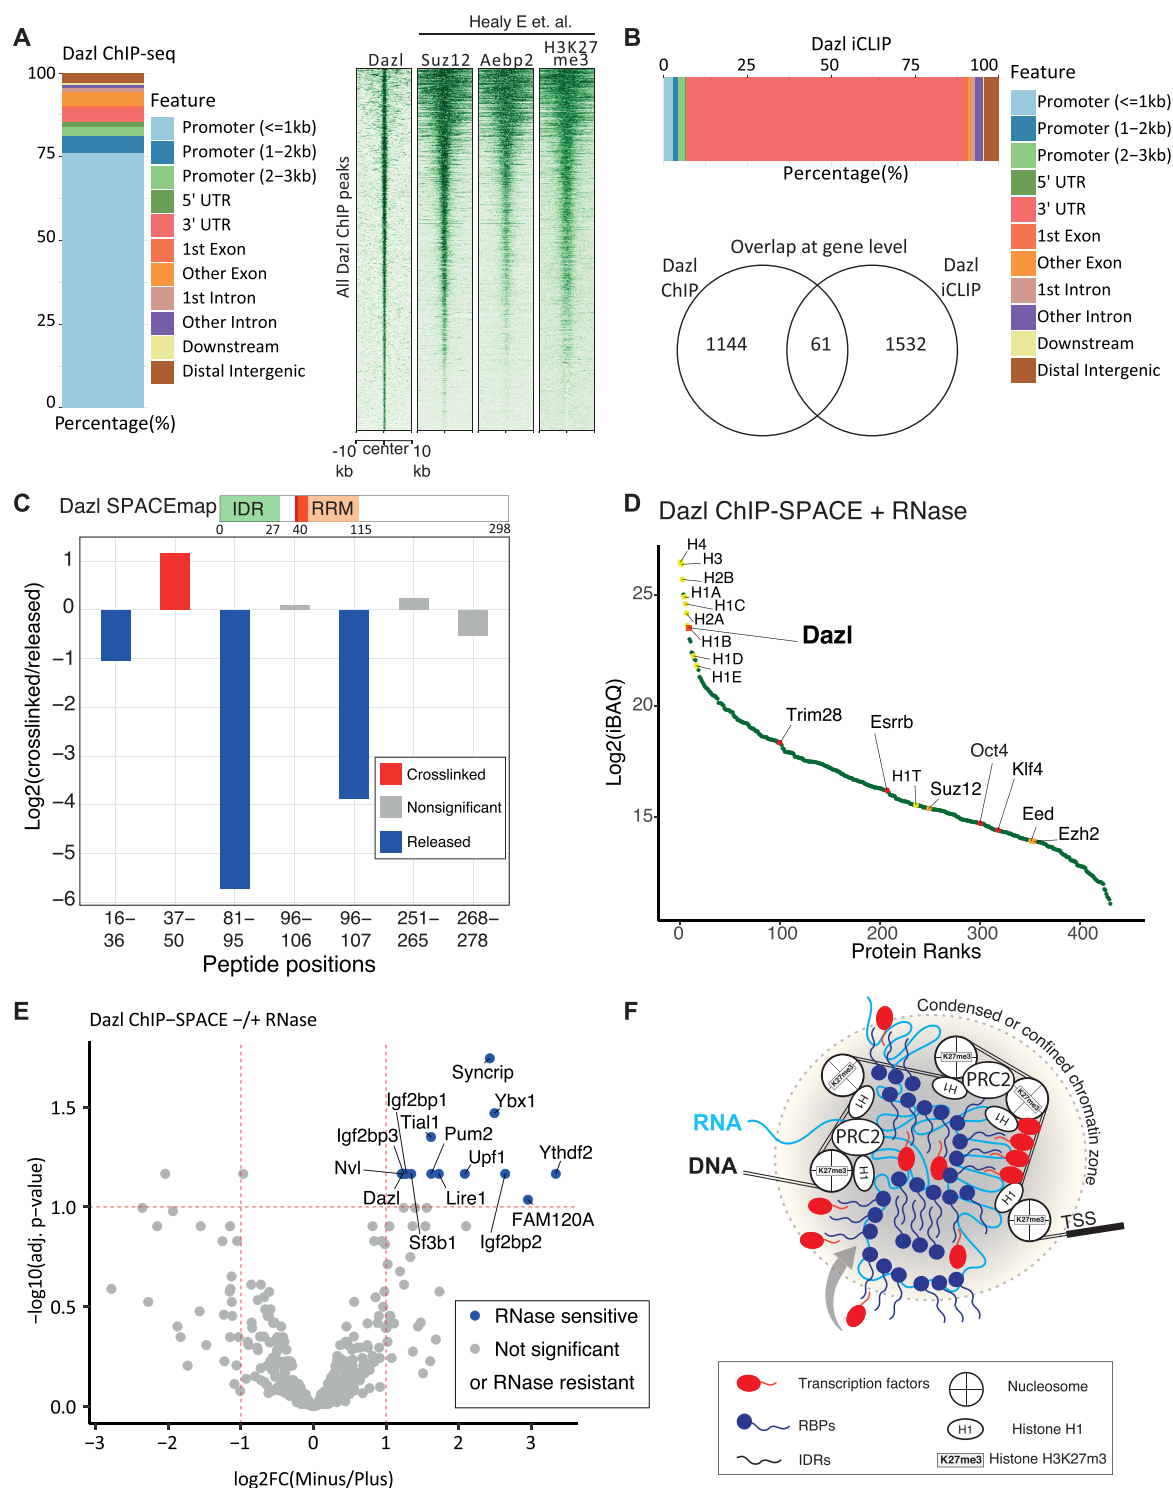 A
Dazl ChIP-seq
100
75
50
25
0
Percentage(%)
Feature
Promoter (<=1kb)
Promoter (1–2kb)
Promoter (2–3kb)
5' UTR
3' UTR
1st Exon
Other Exon
1st Intron
Other Intron
Downstream
Distal Intergenic
Healy E et. al.
Dazl
Suz12
Aebp2
H3K27
me3
All Dazl ChIP peaks
-10
kb
center
10
kb
B
Dazl iCLIP
0 25 50 75 100
Percentage(%)
Feature
Promoter (<=1kb)
Promoter (1–2kb)
Promoter (2–3kb)
5' UTR
3' UTR
1st Exon
Other Exon
1st Intron
Other Intron
Downstream
Distal Intergenic
Overlap at gene level
Dazl
ChIP
Dazl
iCLIP
1144
61
1532
C
Dazl SPACEmap
IDR
RRM
0 27 40 115 298
Log2(crosslinked/released)
1
0
−1
−2
−3
−4
−5
−6
Crosslinked
Nonsignificant
Released
16–
36
37–
50
81–
95
96–
106
96–
107
251–
265
268–
278
Peptide positions
D
Dazl ChIP-SPACE + RNase
Log2(iBAQ)
25
20
15
H4
H3
H2B
H1A
H1C
H2A
Dazl
H1B
H1D
H1E
Trim28
Esrrb
H1T
Suz12
Oct4
Klf4
Eed
Ezh2
0 100 200 300 400
Protein Ranks
E
Dazl ChIP–SPACE −/+ RNase
−log10(adj. p−value)
1.5
1.0
0.5
0.0
Syncrip
Igf2bp1
Ybx1
Tial1
Igf2bp3
Pum2
Upf1
Ythdf2
Nvl
Dazl
Lire1
FAM120A
Sf3b1
Igf2bp2
RNase sensitive
Not significant
or RNase resistant
−3 −2 −1 0 1 2 3
log2FC(Minus/Plus)
F
Condensed or confined chromatin zone
K27me3
K27me3
PRC2
H1
K27me3
H1
H1
RNA
PRC2
DNA
K27me3
H1
H1
K27me3
TSS
Transcription factors
Nucleosome
RBPs
H1
Histone H1
IDRs
K27me3
Histone H3K27m3